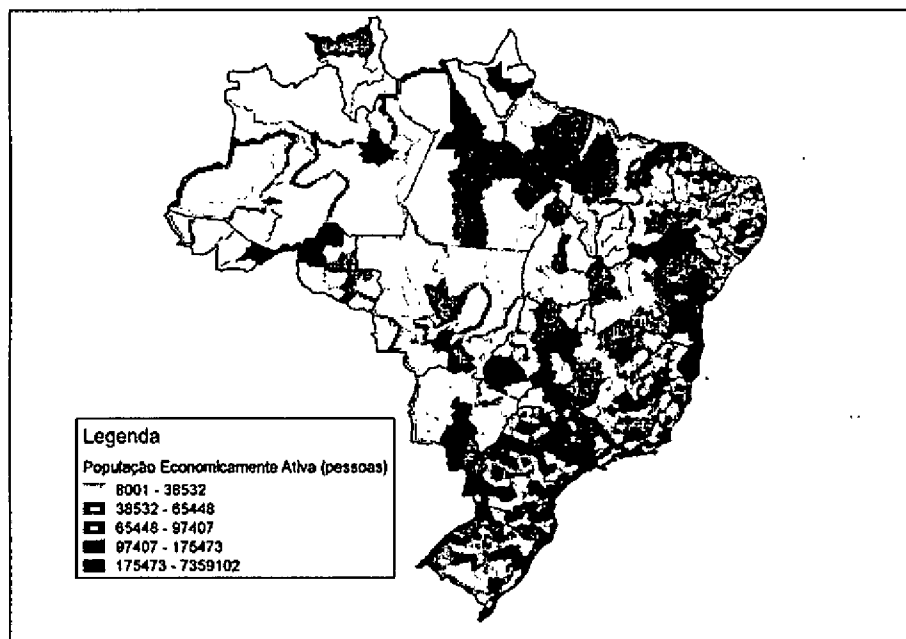 Legenda
População Economicamente Ativa (pessoas)
8001 - 38532
38532 - 65448
65448 - 97407
97407 - 175473
175473 - 7359102